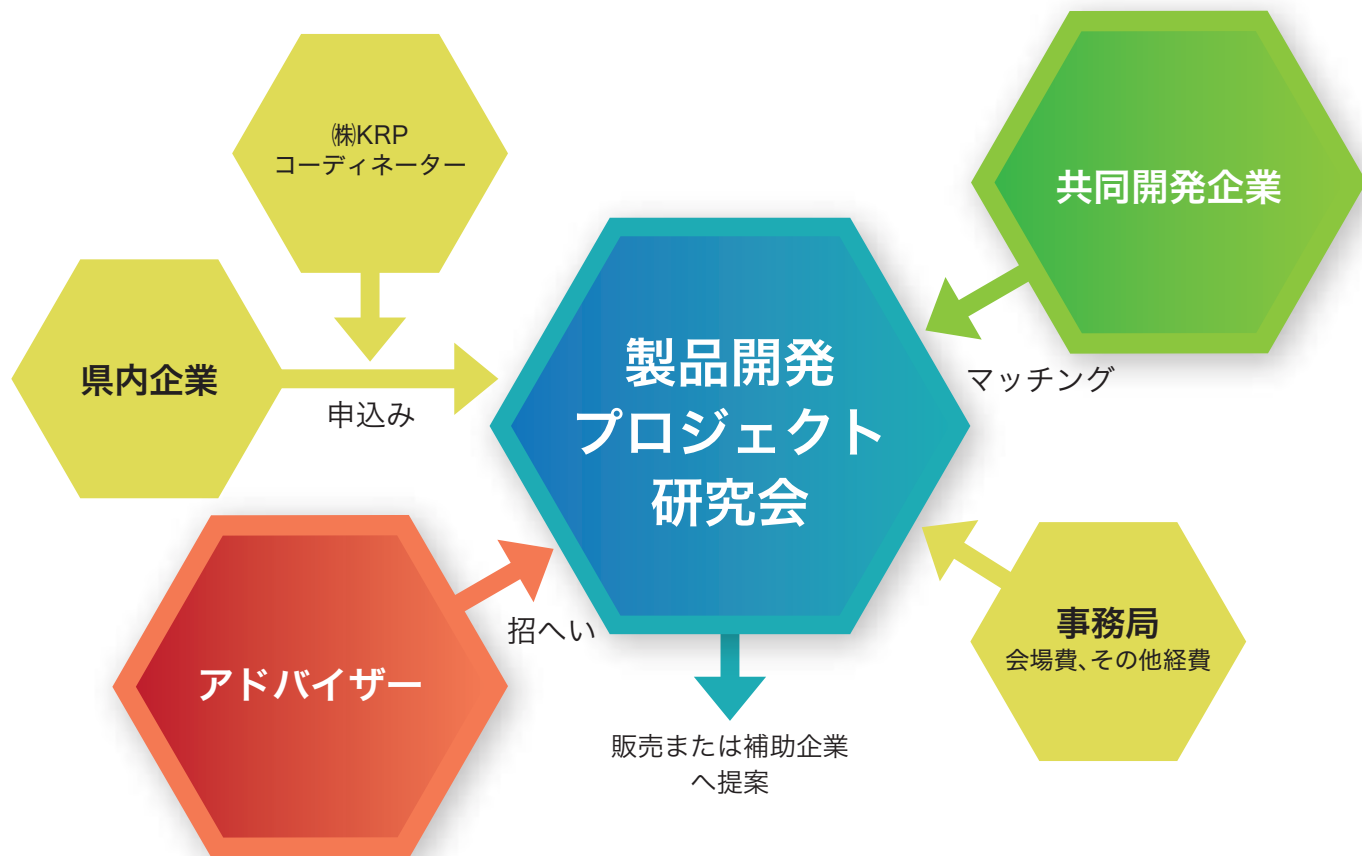 ㈱KRP
コーディネーター
共同開発企業
県内企業
申込み
製品開発
プロジェクト
研究会
マッチング
アドバイザー
招へい
事務局
会場費、その他経費
販売または補助企業
へ提案